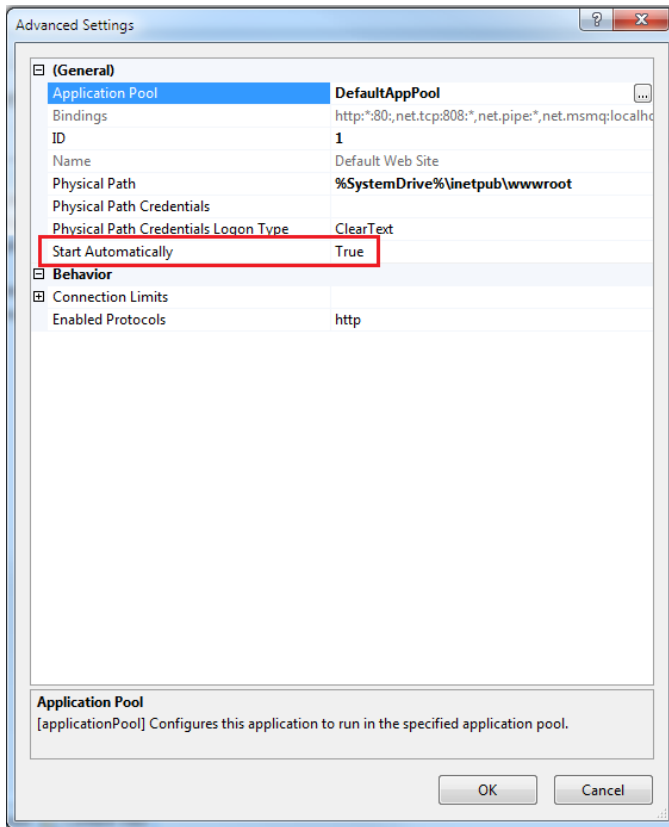 Advanced Settings
(General)
Application Pool DefaultAppPool ...
Bindings http:*:80:,net.tcp:808:*,net.pipe:*,net.msmq:localhc
ID 1
Name Default Web Site
Physical Path %SystemDrive%\inetpub\wwwroot
Physical Path Credentials
Physical Path Credentials Logon Type ClearText
Start Automatically True
Behavior
Connection Limits
Enabled Protocols http
Application Pool
[applicationPool] Configures this application to run in the specified application pool.
OK Cancel